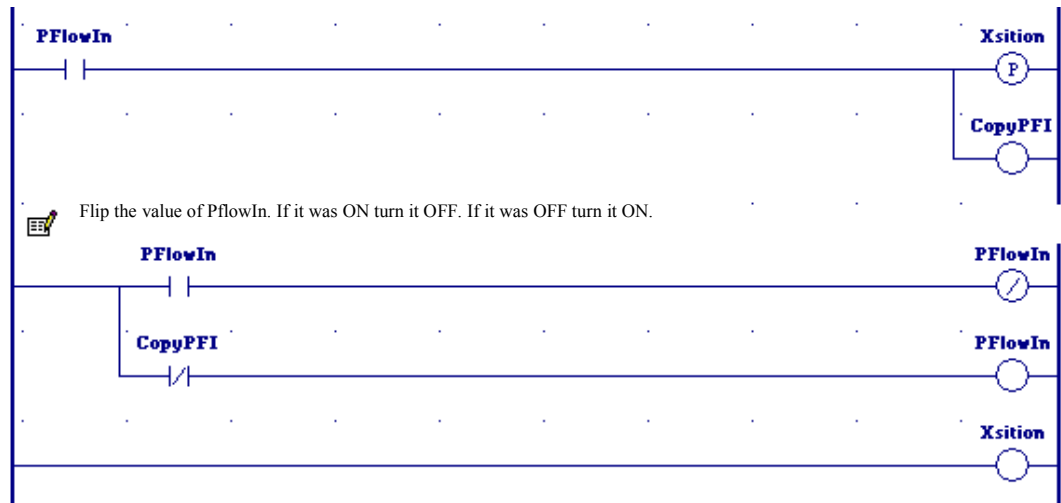 PFlowIn Xsition
P
CopyPFI
Flip the value of PflowIn. If it was ON turn it OFF. If it was OFF turn it ON.
PFlowIn PFlowIn
CopyPFI PFlowIn
Xsition